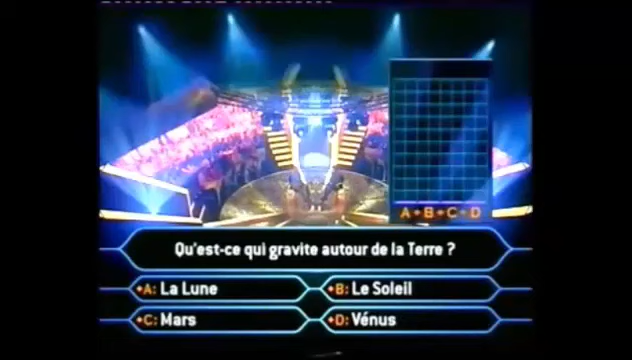 A♦B♦C♦D
Qu'est-ce qui gravite autour de la Terre ?
♦A: La Lune
♦B: Le Soleil
♦C: Mars
♦D: Vénus